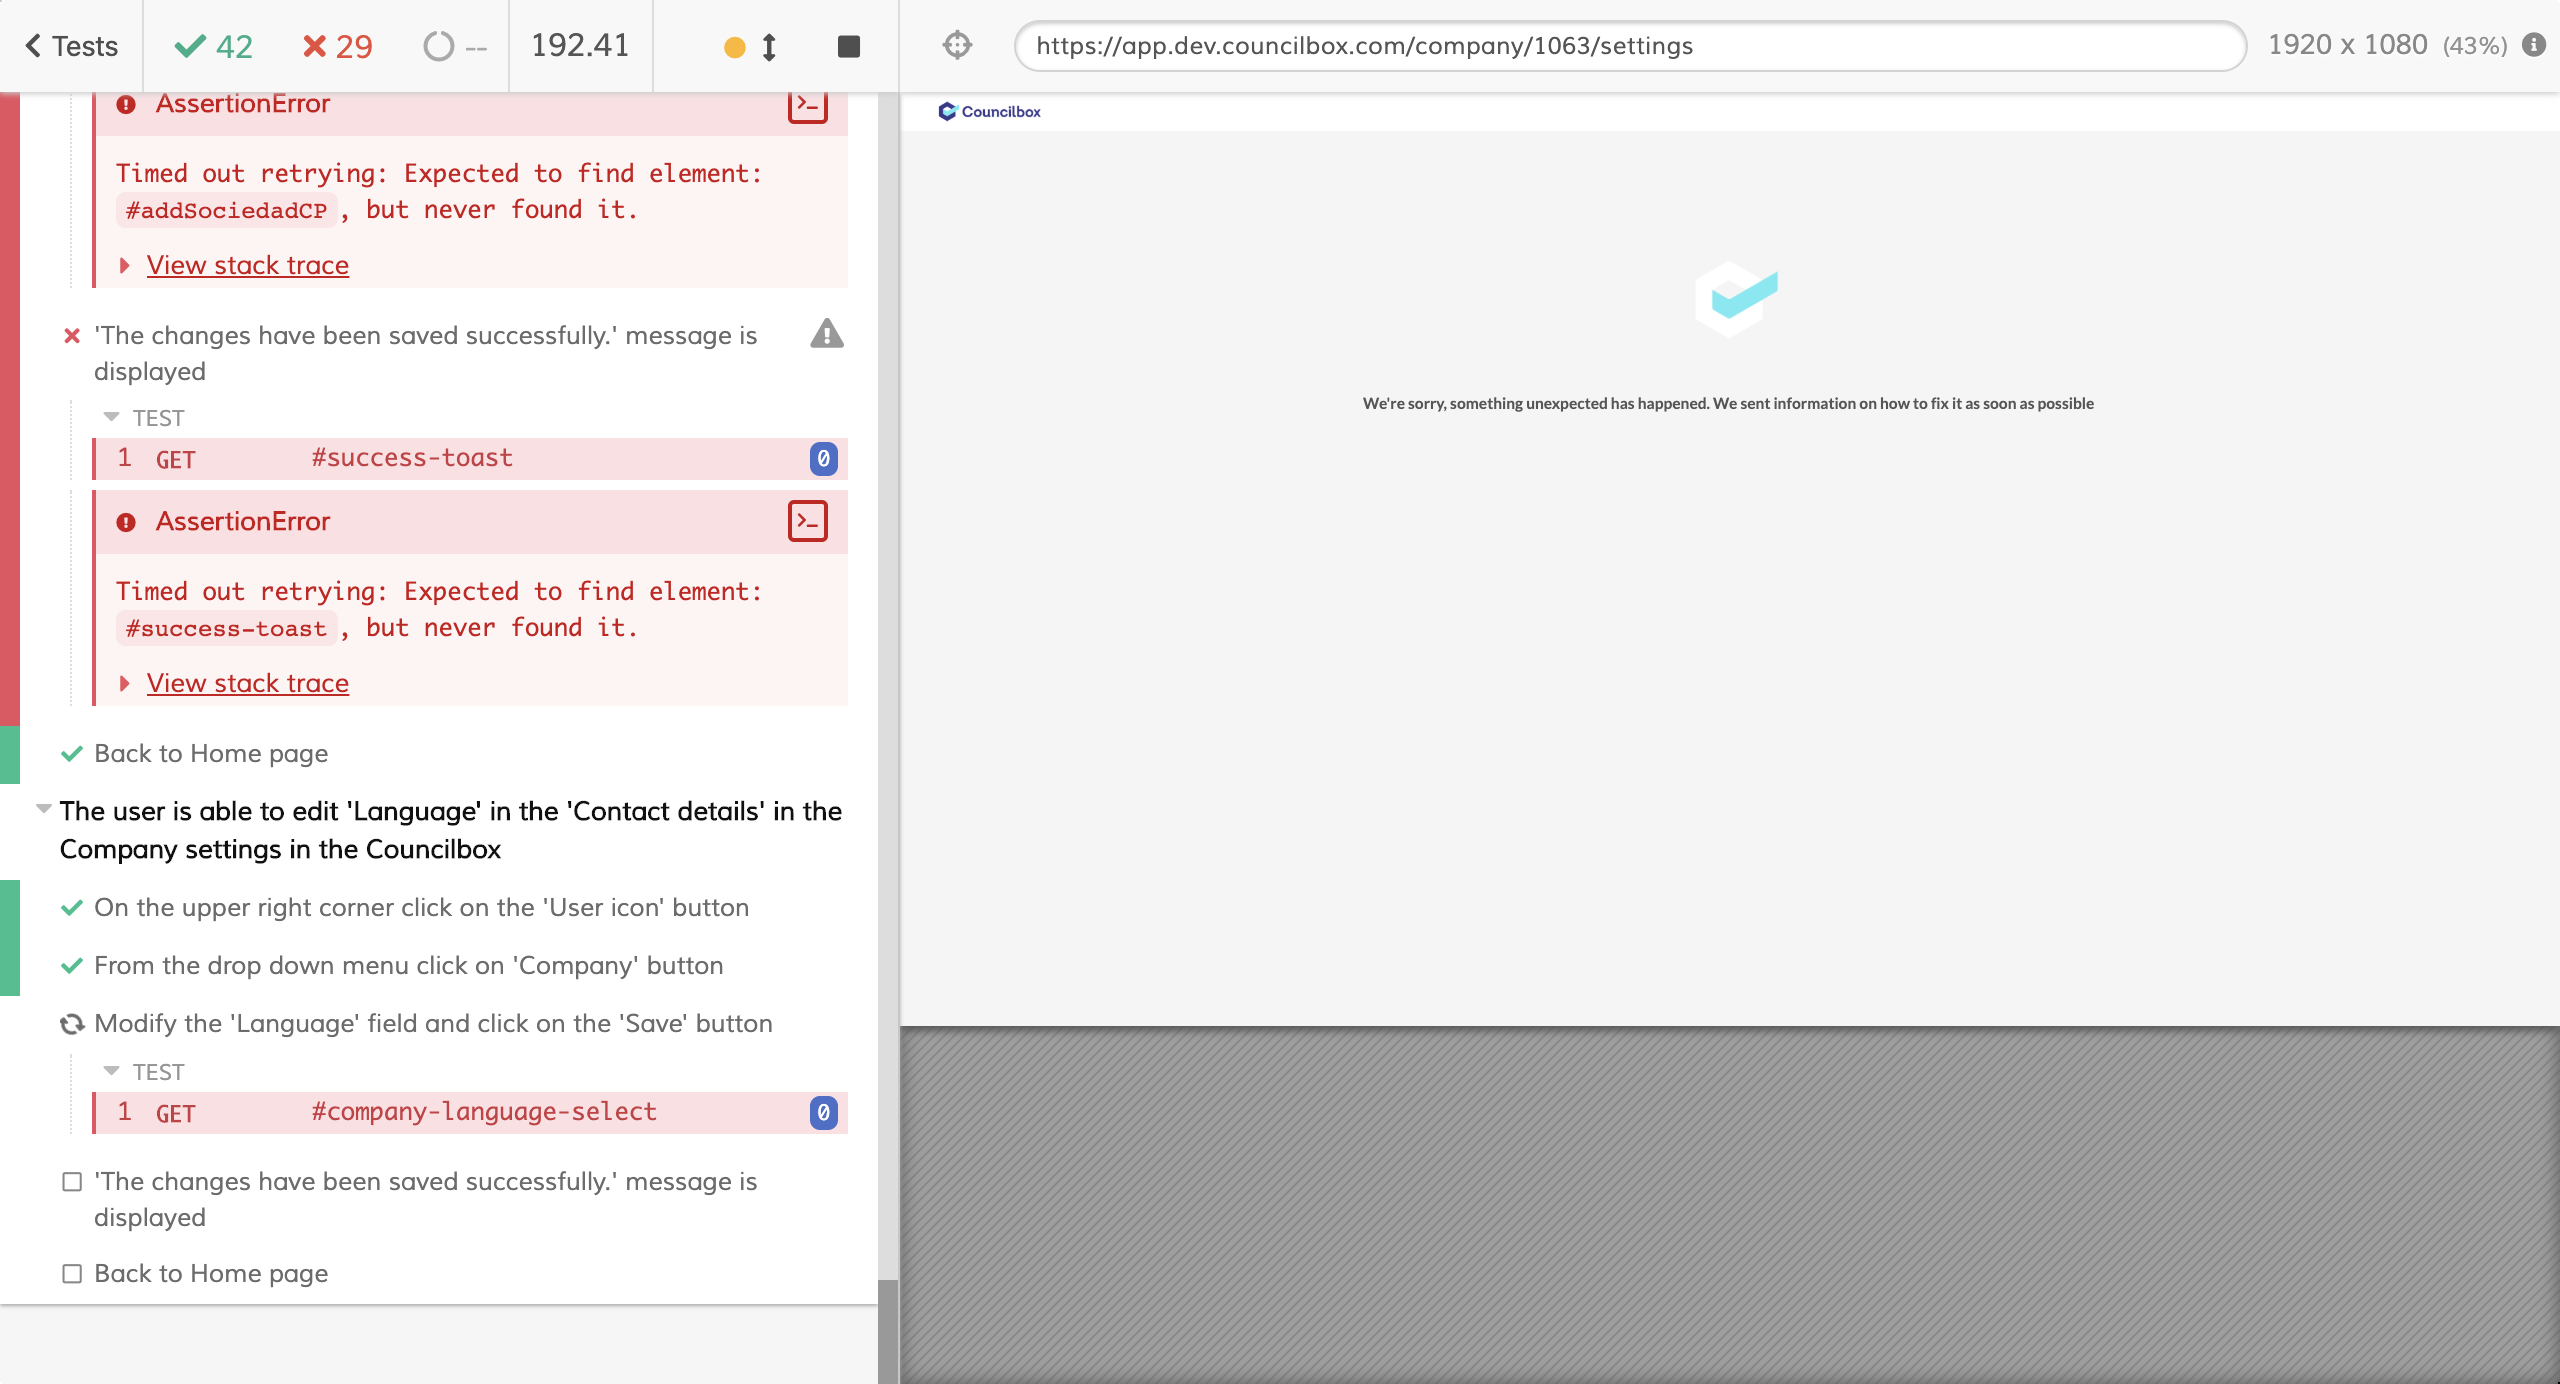 Tests
42
29
--
192.41
https://app.dev.councilbox.com/company/1063/settings
1920 x 1080 (43%)
AssertionError
Timed out retrying: Expected to find element:
#addSociedadCP, but never found it.
View stack trace
'The changes have been saved successfully.' message is
displayed
TEST
1 GET #success-toast 0
AssertionError
Timed out retrying: Expected to find element:
#success-toast, but never found it.
View stack trace
Back to Home page
The user is able to edit 'Language' in the 'Contact details' in the
Company settings in the Councilbox
On the upper right corner click on the 'User icon' button
From the drop down menu click on 'Company' button
Modify the 'Language' field and click on the 'Save' button
TEST
1 GET #company-language-select 0
'The changes have been saved successfully.' message is
displayed
Back to Home page
Councilbox
We're sorry, something unexpected has happened. We sent information on how to fix it as soon as possible